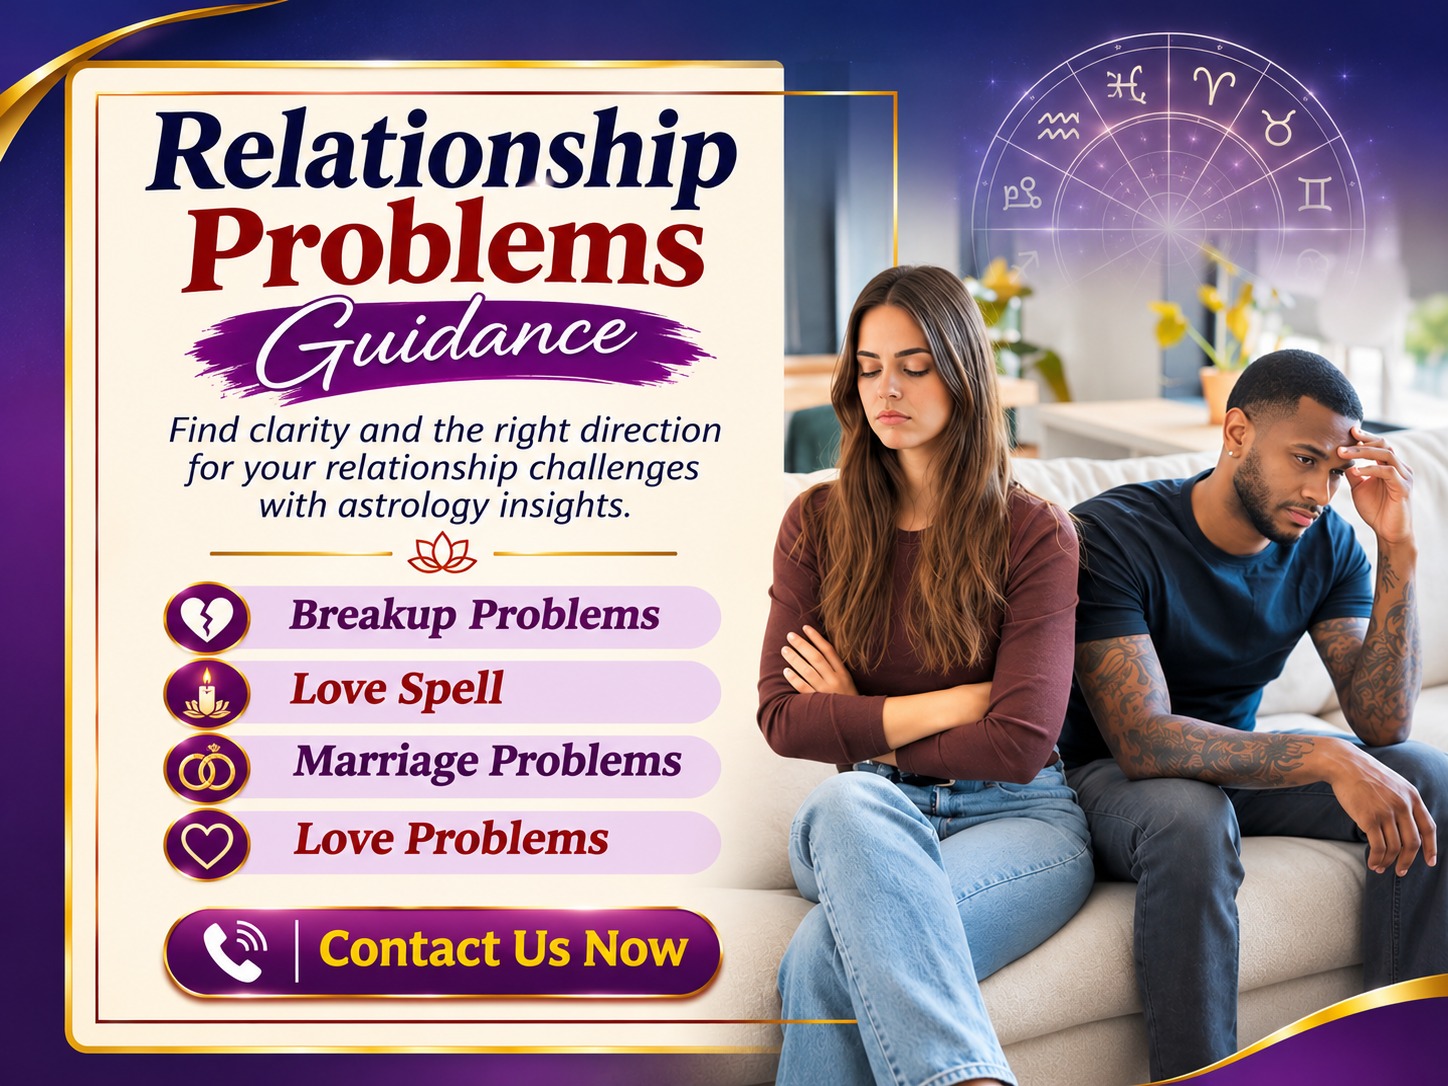 Relationship
Problems
Guidance
Find clarity and the right direction
for your relationship challenges
with astrology insights.
Breakup Problems
Love Spell
Marriage Problems
Love Problems
Contact Us Now